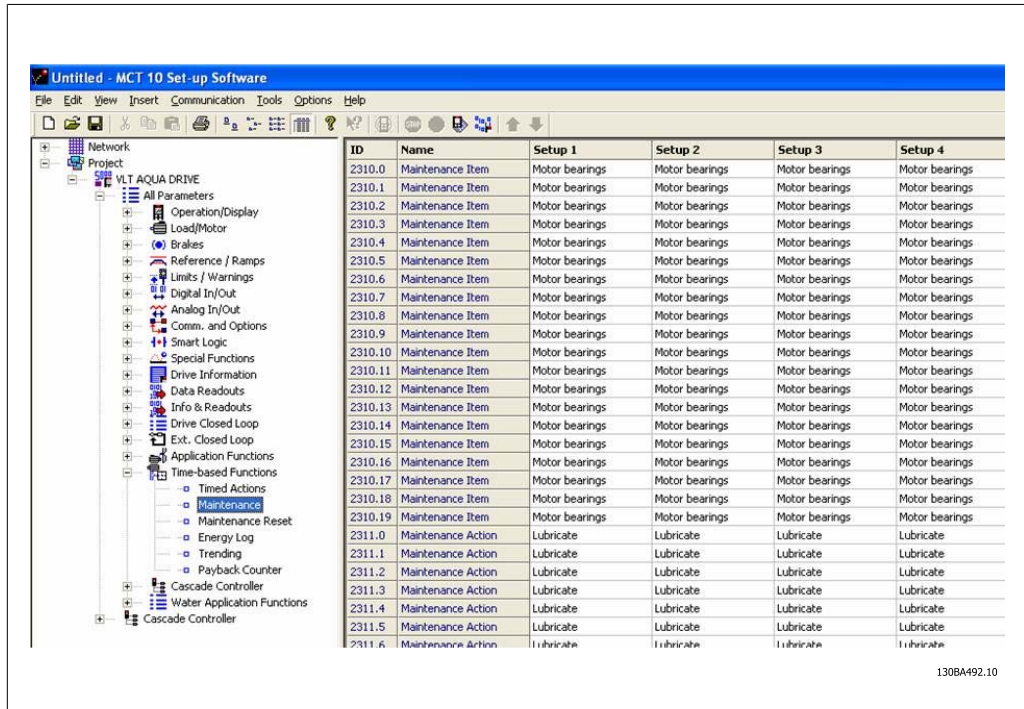 Untitled - MCT 10 Set-up Software
File Edit View Insert Communication Tools Options Help
Network
Project
VLT AQUA DRIVE
All Parameters
Operation/Display
Load/Motor
Brakes
Reference / Ramps
Limits / Warnings
Digital In/Out
Analog In/Out
Comm. and Options
Smart Logic
Special Functions
Drive Information
Data Readouts
Info & Readouts
Drive Closed Loop
Ext. Closed Loop
Application Functions
Time-based Functions
Timed Actions
Maintenance
Maintenance Reset
Energy Log
Trending
Payback Counter
Cascade Controller
Water Application Functions
Cascade Controller
ID Name Setup 1 Setup 2 Setup 3 Setup 4
2310.0 Maintenance Item Motor bearings Motor bearings Motor bearings Motor bearings
2310.1 Maintenance Item Motor bearings Motor bearings Motor bearings Motor bearings
2310.2 Maintenance Item Motor bearings Motor bearings Motor bearings Motor bearings
2310.3 Maintenance Item Motor bearings Motor bearings Motor bearings Motor bearings
2310.4 Maintenance Item Motor bearings Motor bearings Motor bearings Motor bearings
2310.5 Maintenance Item Motor bearings Motor bearings Motor bearings Motor bearings
2310.6 Maintenance Item Motor bearings Motor bearings Motor bearings Motor bearings
2310.7 Maintenance Item Motor bearings Motor bearings Motor bearings Motor bearings
2310.8 Maintenance Item Motor bearings Motor bearings Motor bearings Motor bearings
2310.9 Maintenance Item Motor bearings Motor bearings Motor bearings Motor bearings
2310.10 Maintenance Item Motor bearings Motor bearings Motor bearings Motor bearings
2310.11 Maintenance Item Motor bearings Motor bearings Motor bearings Motor bearings
2310.12 Maintenance Item Motor bearings Motor bearings Motor bearings Motor bearings
2310.13 Maintenance Item Motor bearings Motor bearings Motor bearings Motor bearings
2310.14 Maintenance Item Motor bearings Motor bearings Motor bearings Motor bearings
2310.15 Maintenance Item Motor bearings Motor bearings Motor bearings Motor bearings
2310.16 Maintenance Item Motor bearings Motor bearings Motor bearings Motor bearings
2310.17 Maintenance Item Motor bearings Motor bearings Motor bearings Motor bearings
2310.18 Maintenance Item Motor bearings Motor bearings Motor bearings Motor bearings
2310.19 Maintenance Item Motor bearings Motor bearings Motor bearings Motor bearings
2311.0 Maintenance Action Lubricate Lubricate Lubricate Lubricate
2311.1 Maintenance Action Lubricate Lubricate Lubricate Lubricate
2311.2 Maintenance Action Lubricate Lubricate Lubricate Lubricate
2311.3 Maintenance Action Lubricate Lubricate Lubricate Lubricate
2311.4 Maintenance Action Lubricate Lubricate Lubricate Lubricate
2311.5 Maintenance Action Lubricate Lubricate Lubricate Lubricate
2311.6 Maintenance Action Lubricate Lubricate Lubricate Lubricate
130BA492.10